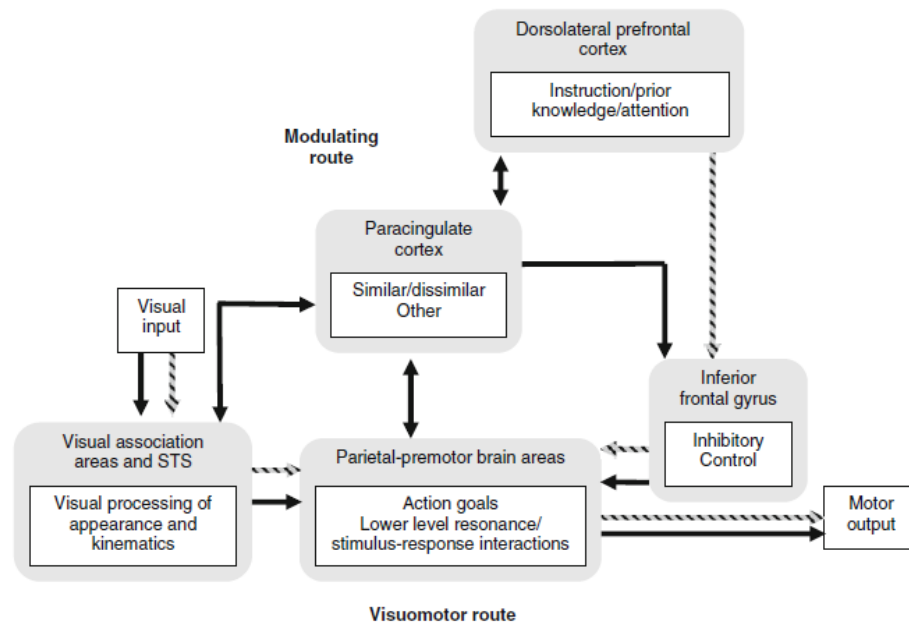 Dorsolateral prefrontal
cortex
Instruction/prior
knowledge/attention
Modulating
route
Paracingulate
cortex
Similar/dissimilar
Other
Visual
input
Inferior
frontal gyrus
Inhibitory
Control
Visual association
areas and STS
Visual processing of
appearance and
kinematics
Parietal-premotor brain areas
Action goals
Lower level resonance/
stimulus-response interactions
Motor
output
Visuomotor route